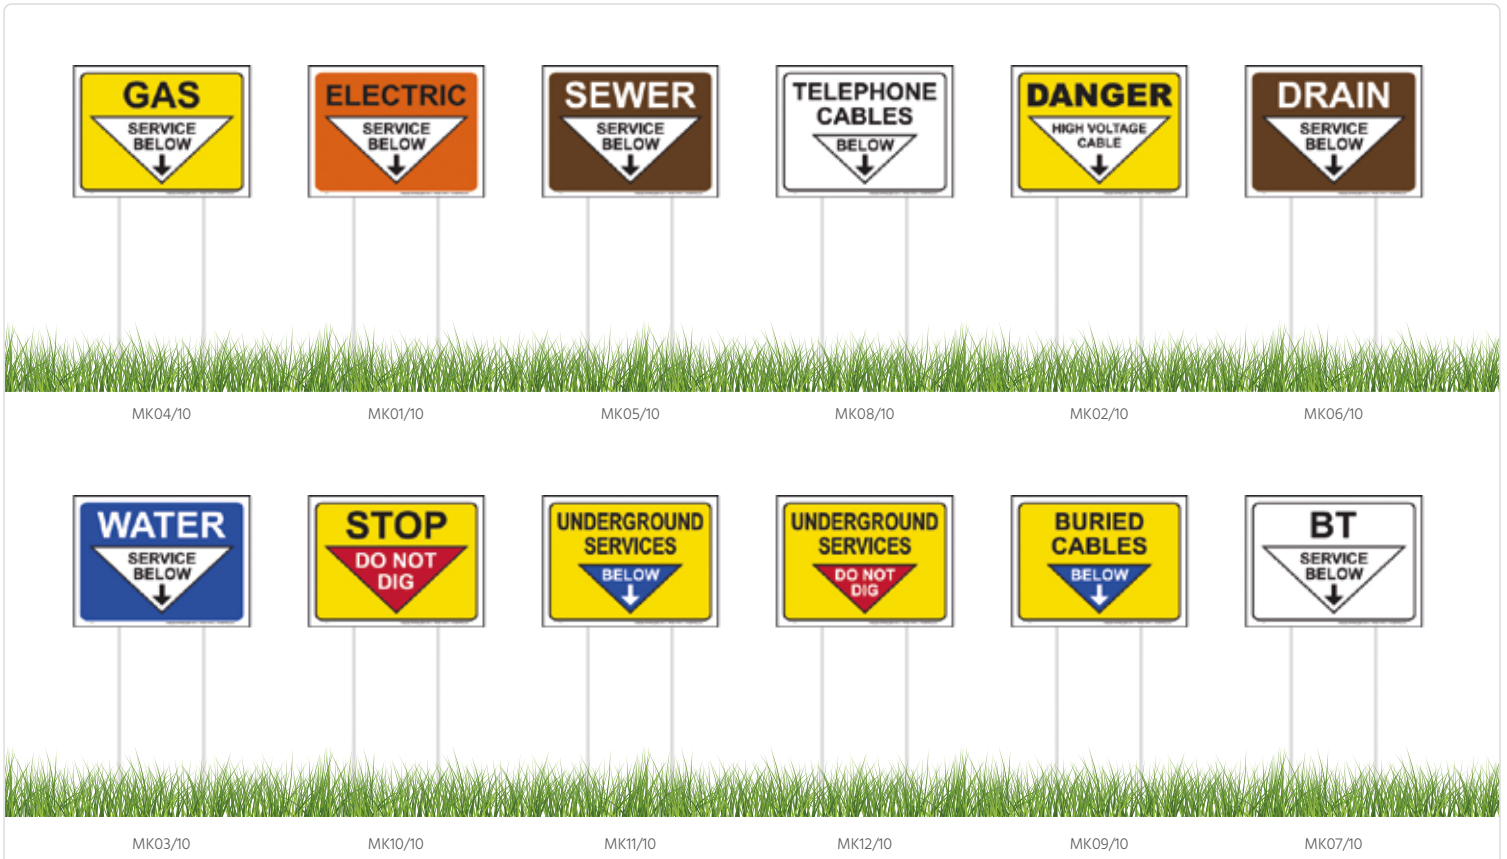 GAS
SERVICE
BELOW
ELECTRIC
SERVICE
BELOW
SEWER
SERVICE
BELOW
TELEPHONE
CABLES
BELOW
DANGER
HIGH VOLTAGE
CABLE
DRAIN
SERVICE
BELOW
MK04/10
MK01/10
MK05/10
MK08/10
MK02/10
MK06/10
WATER
SERVICE
BELOW
STOP
DO NOT
DIG
UNDERGROUND
SERVICES
BELOW
UNDERGROUND
SERVICES
DO NOT
DIG
BURIED
CABLES
BELOW
BT
SERVICE
BELOW
MK03/10
MK10/10
MK11/10
MK12/10
MK09/10
MK07/10